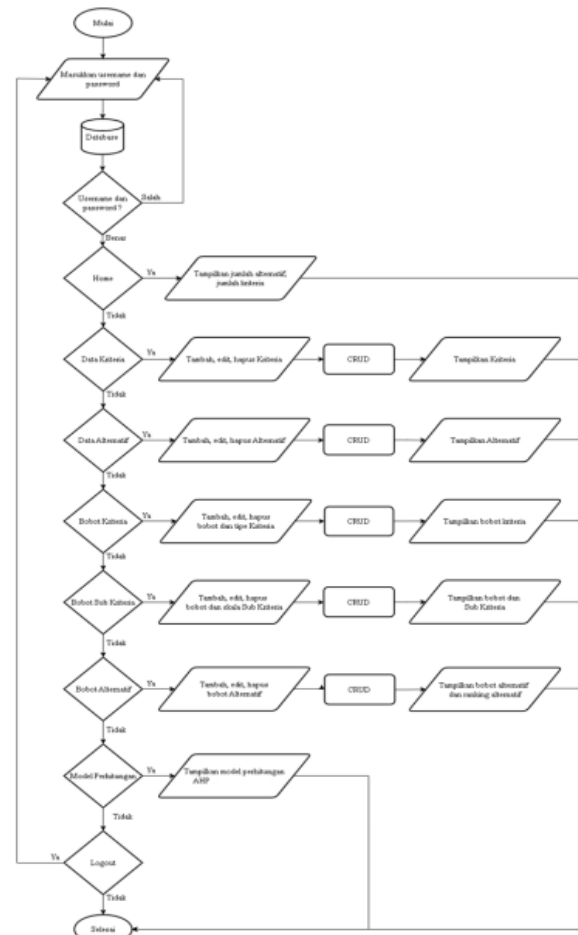 Mulai
Masukkan username dan
password
Database
Username dan
password ?
Salah
Benar
Home
Ya
Tampilkan jumlah alternatif,
jumlah kriteria
Tidak
Data Kriteria
Ya
Tambah, edit, hapus Kriteria
CRUD
Tampilkan Kriteria
Tidak
Data Alternatif
Ya
Tambah, edit, hapus Alternatif
CRUD
Tampilkan Alternatif
Tidak
Bobot Kriteria
Ya
Tambah, edit, hapus
bobot dan tipe Kriteria
CRUD
Tampilkan bobot kriteria
Tidak
Bobot Sub Kriteria
Ya
Tambah, edit, hapus
bobot dan skala Sub Kriteria
CRUD
Tampilkan bobot dan
Sub Kriteria
Tidak
Bobot Alternatif
Ya
Tambah, edit, hapus
bobot Alternatif
CRUD
Tampilkan bobot alternatif
dan ranking alternatif
Tidak
Model Perhitungan
Ya
Tampilkan model perhitungan
AHP
Tidak
Ya
Logout
Tidak
Selesai